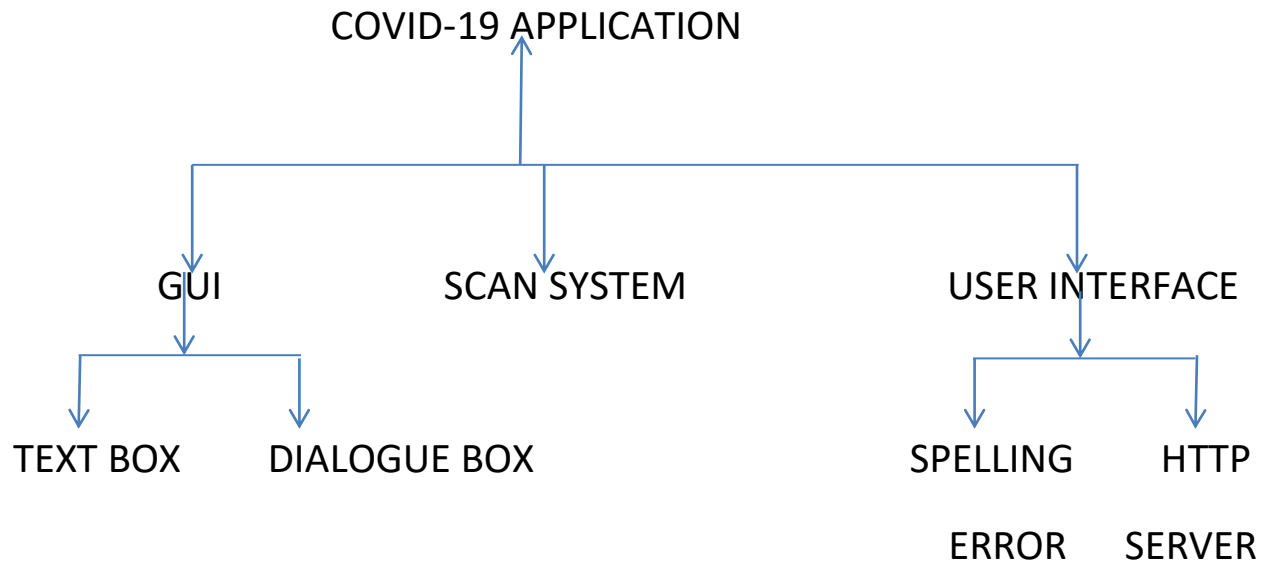 COVID-19 APPLICATION
GUI SCAN SYSTEM USER INTERFACE
TEXT BOX DIALOGUE BOX SPELLING HTTP
ERROR SERVER